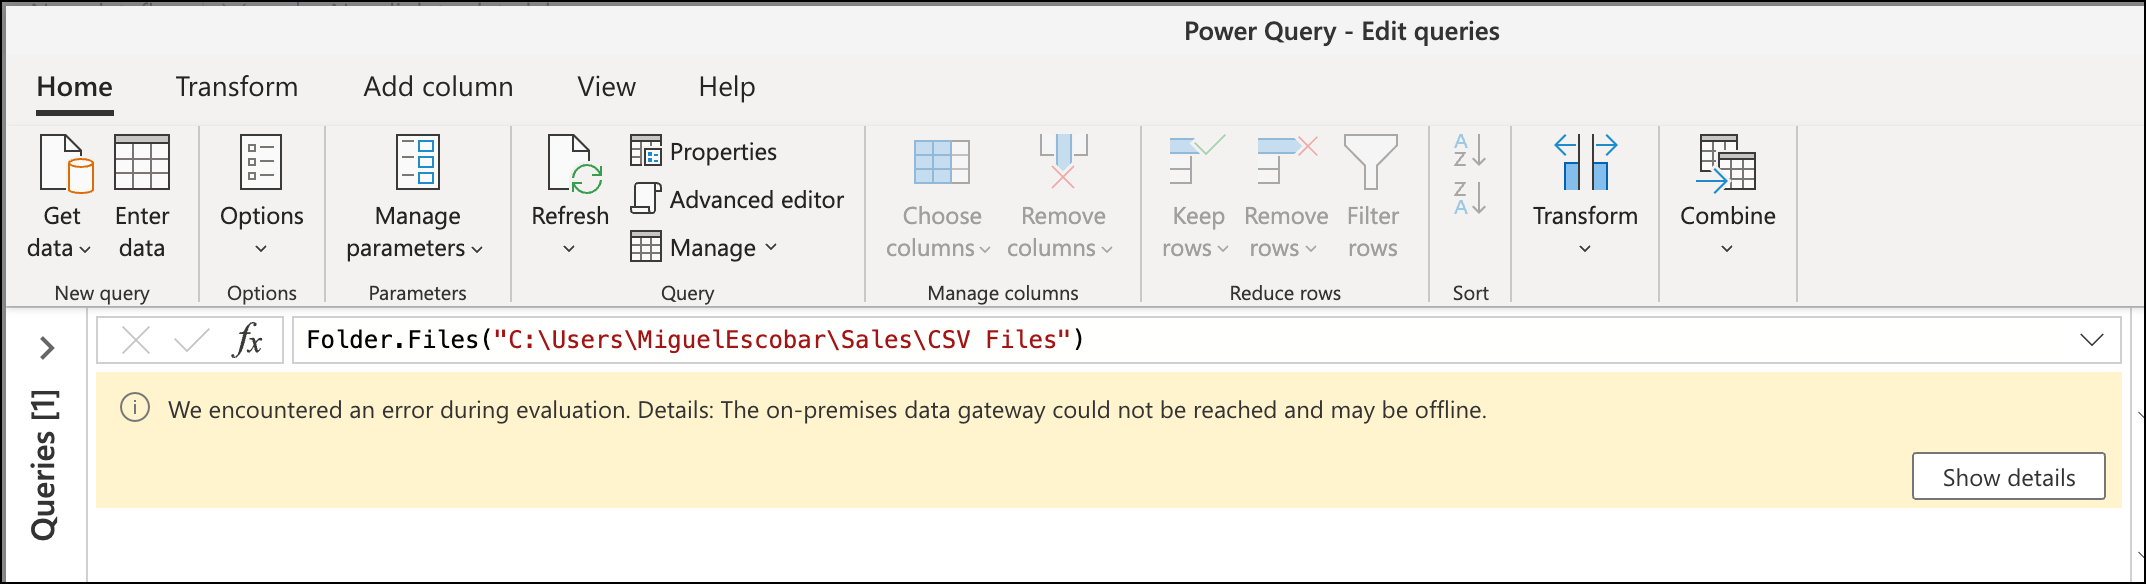 Power Query - Edit queries
Home Transform Add column View Help
Get data
Enter data
New query
Options
Options
Manage parameters
Parameters
Refresh
Properties
Advanced editor
Manage
Query
Choose columns
Remove columns
Manage columns
Keep rows
Remove rows
Filter rows
Reduce rows
A
Z
Z
A
Sort
Transform
Combine
fx
Folder.Files("C:\Users\MiguelEscobar\Sales\CSV Files")
Queries [1]
We encountered an error during evaluation. Details: The on-premises data gateway could not be reached and may be offline.
Show details